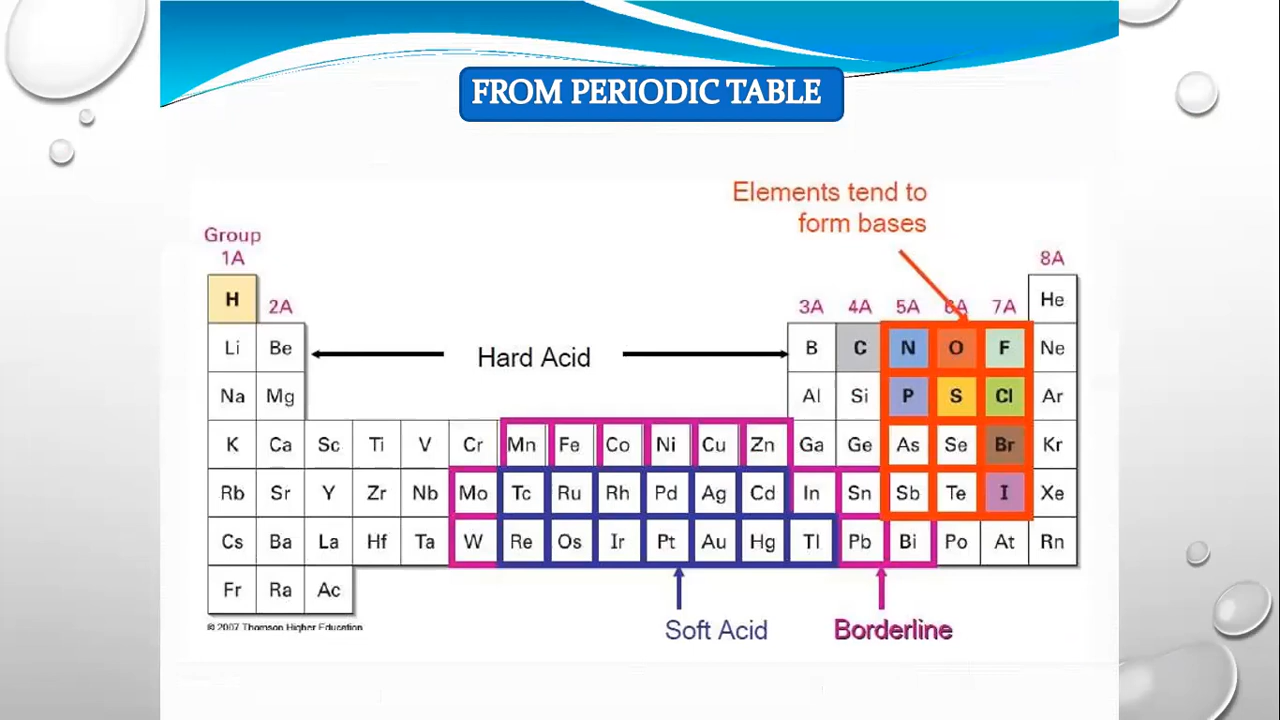 FROM PERIODIC TABLE
Elements tend to
form bases
Group
1A 8A
2A 3A 4A 5A 6A 7A
H He
Li Be Hard Acid B C N O F Ne
Na Mg Al Si P S Cl Ar
K Ca Sc Ti V Cr Mn Fe Co Ni Cu Zn Ga Ge As Se Br Kr
Rb Sr Y Zr Nb Mo Tc Ru Rh Pd Ag Cd In Sn Sb Te I Xe
Cs Ba La Hf Ta W Re Os Ir Pt Au Hg Tl Pb Bi Po At Rn
Fr Ra Ac
© 2007 Thomson Higher Education
Soft Acid Borderline